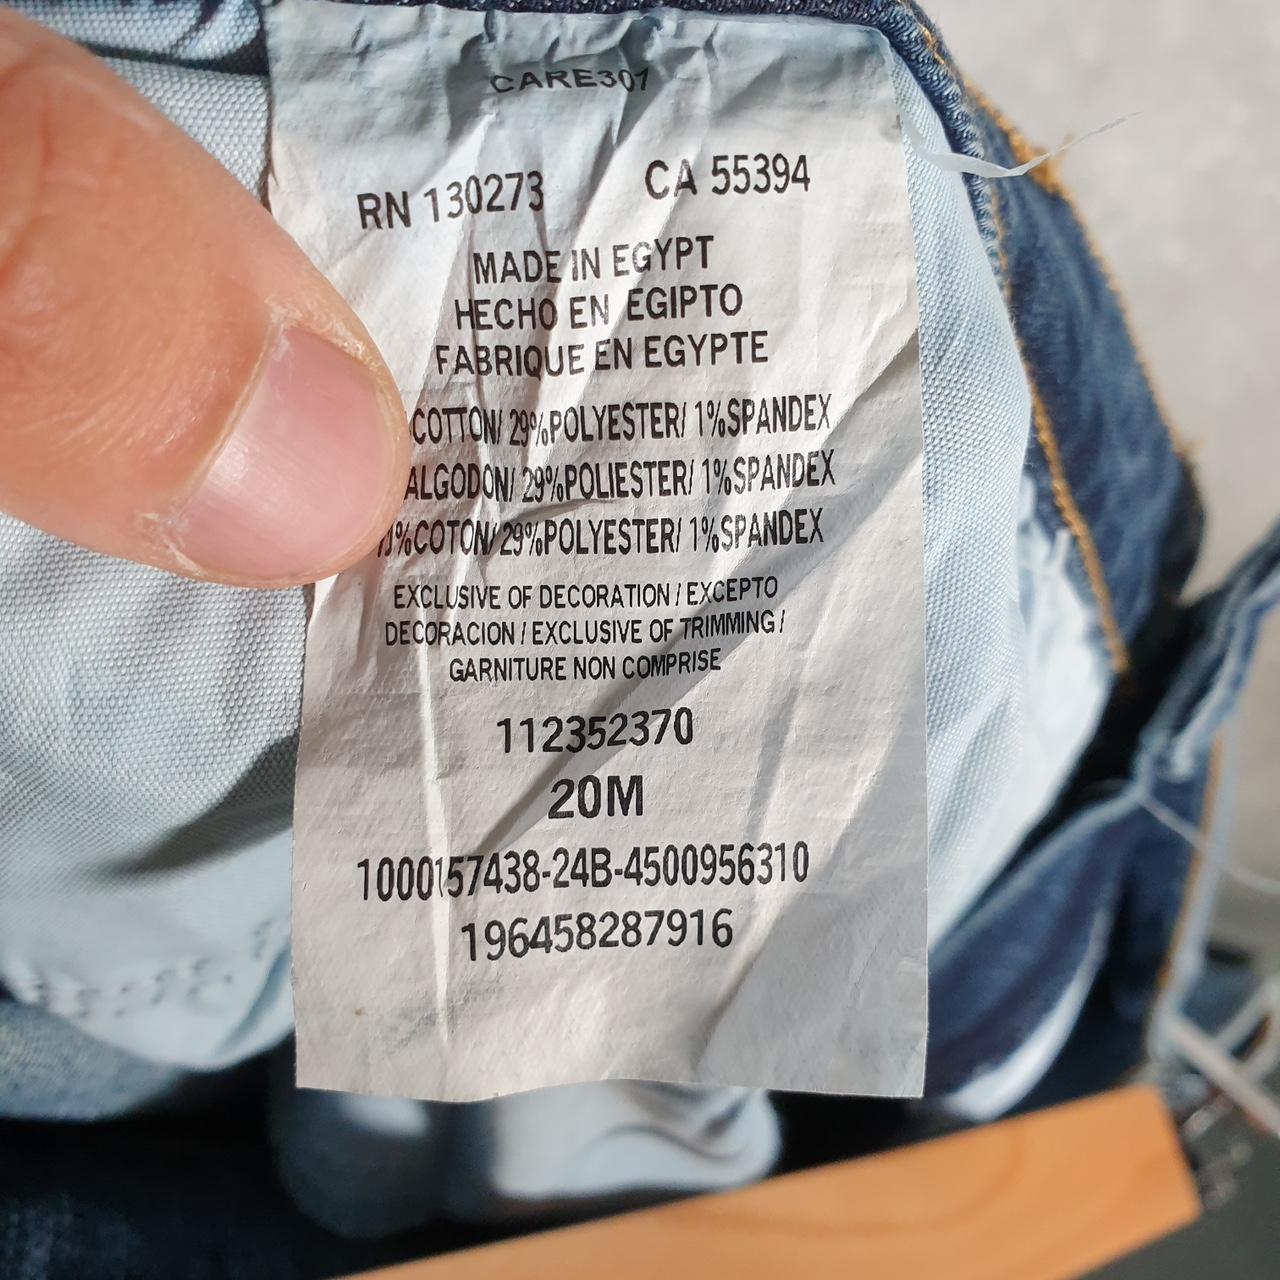 CARE301
RN 130273 CA 55394
MADE IN EGYPT
HECHO EN EGIPTO
FABRIQUE EN EGYPTE
COTTON/ 29%POLYESTER/ 1%SPANDEX
ALGODON/ 29%POLIESTER/ 1%SPANDEX
COTON/ 29%POLYESTER/ 1%SPANDEX
EXCLUSIVE OF DECORATION / EXCEPTO
DECORACION / EXCLUSIVE OF TRIMMING /
GARNITURE NON COMPRISE
112352370
20M
1000157438-24B-4500956310
196458287916